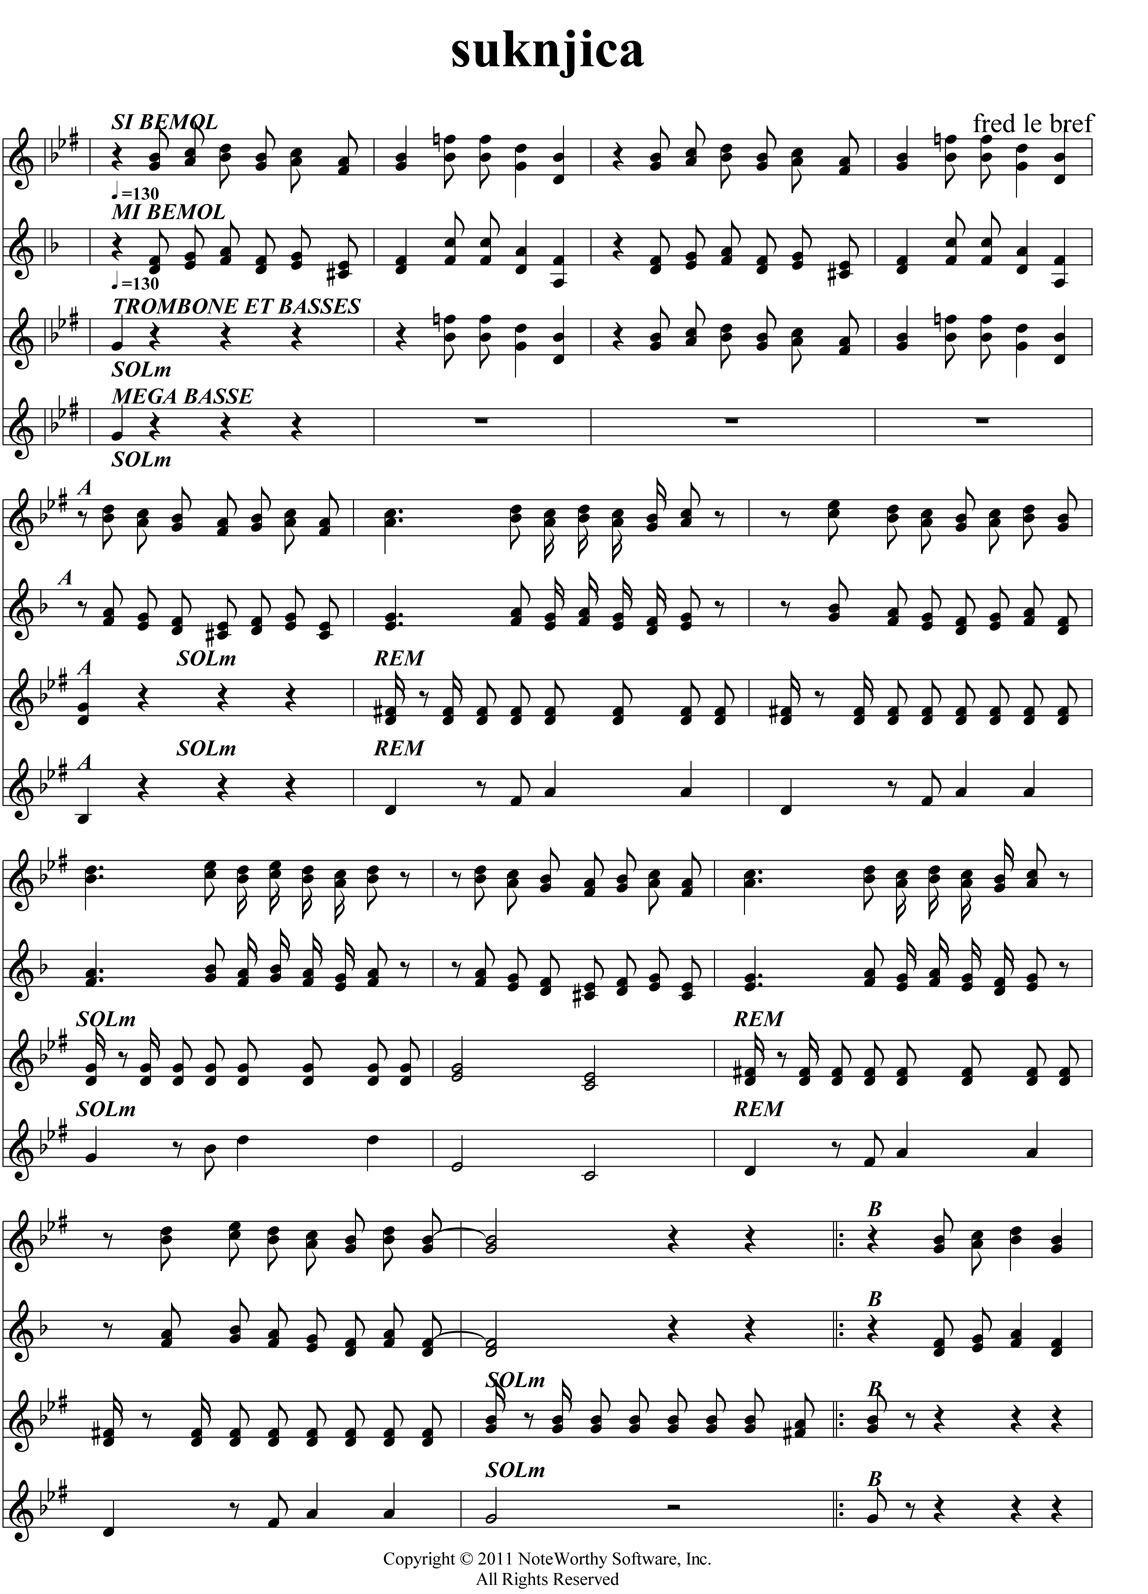 suknjica
SI BEMOL
fred le bref
=130
MI BEMOL
=130
TROMBONE ET BASSES
SOLm
MEGA BASSE
SOLm
A
A
SOLm
REM
A
SOLm
REM
A
SOLm
REM
SOLm
REM
B
B
SOLm
B
SOLm
B
Copyright © 2011 NoteWorthy Software, Inc.
All Rights Reserved